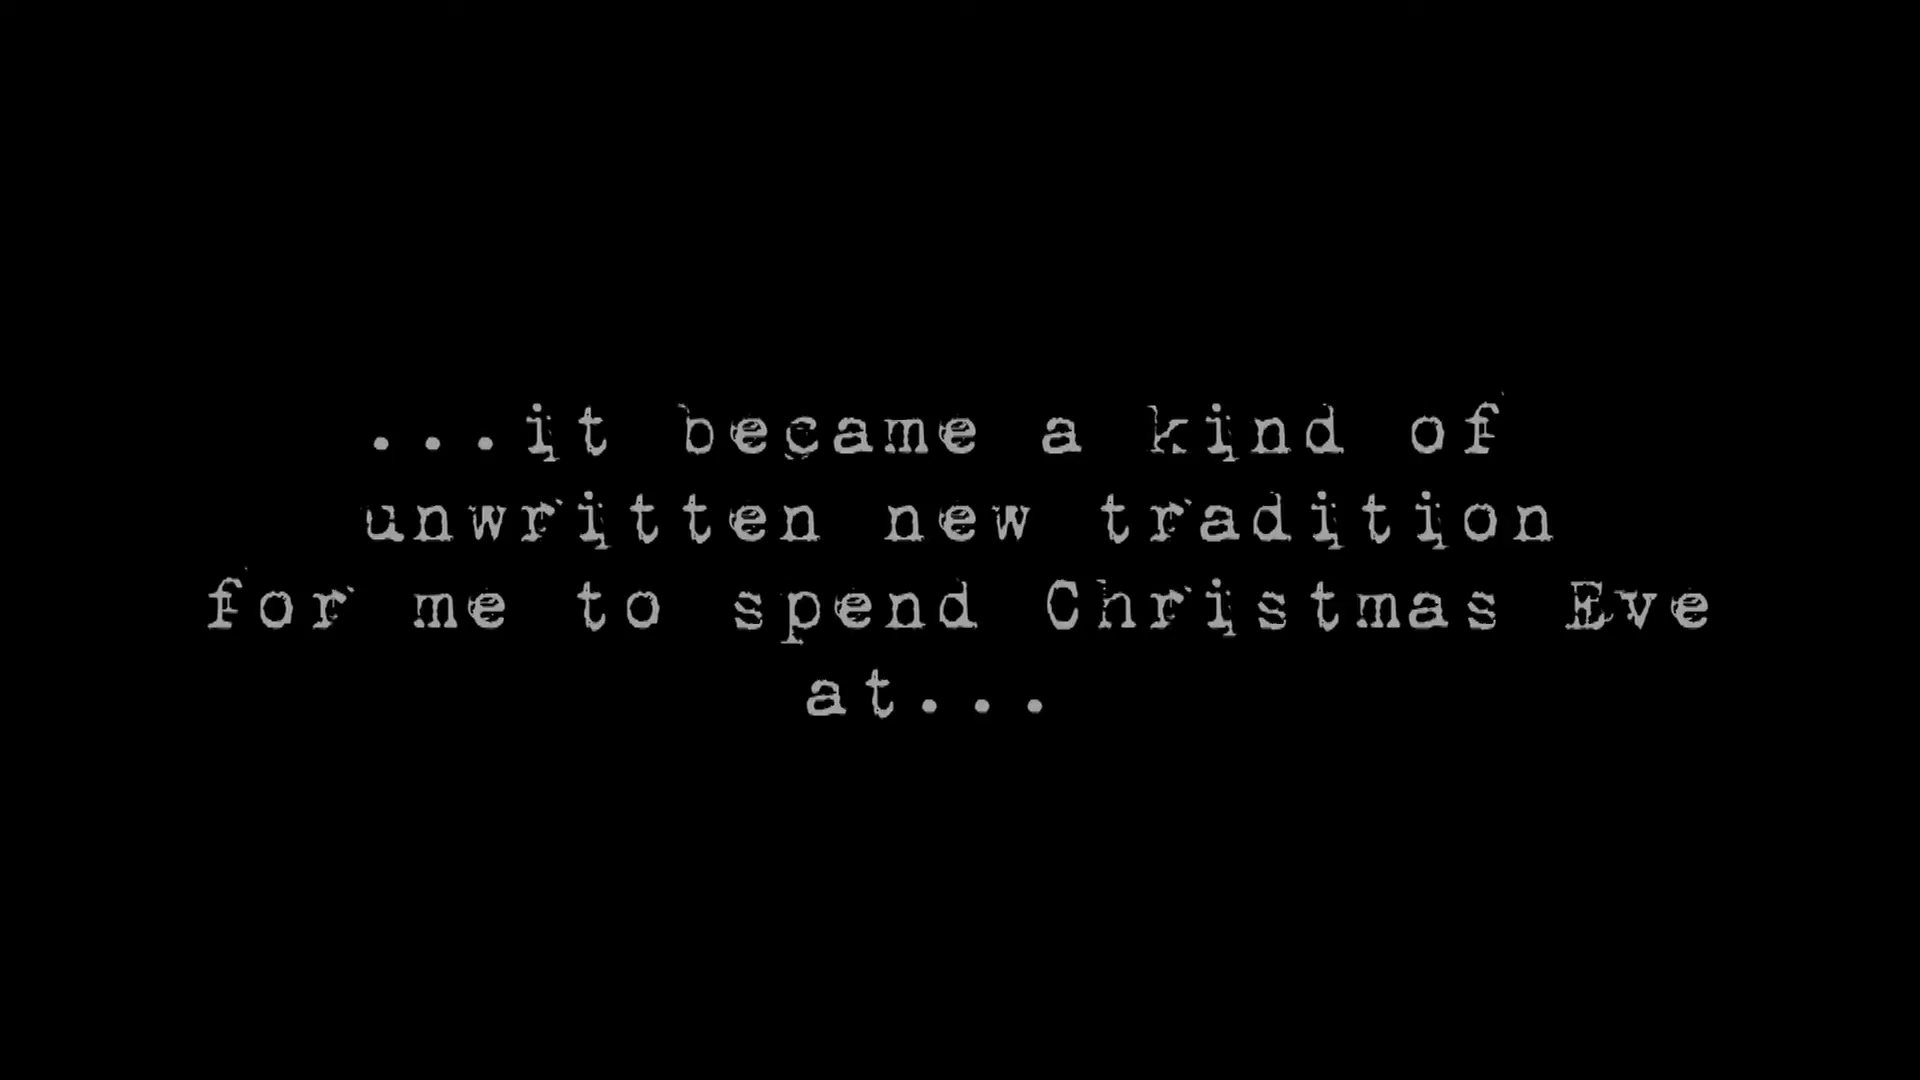 ...it became a kind of
unwritten new tradition
for me to spend Christmas Eve
at...